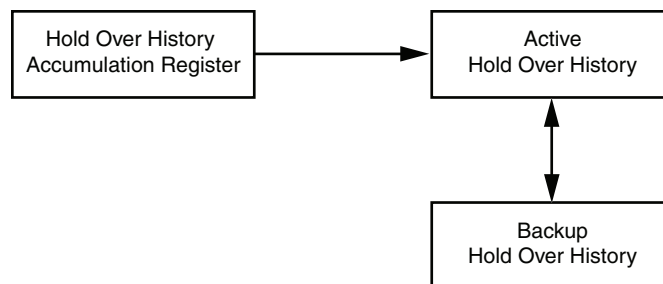 Hold Over History
Accumulation Register
Active
Hold Over History
Backup
Hold Over History